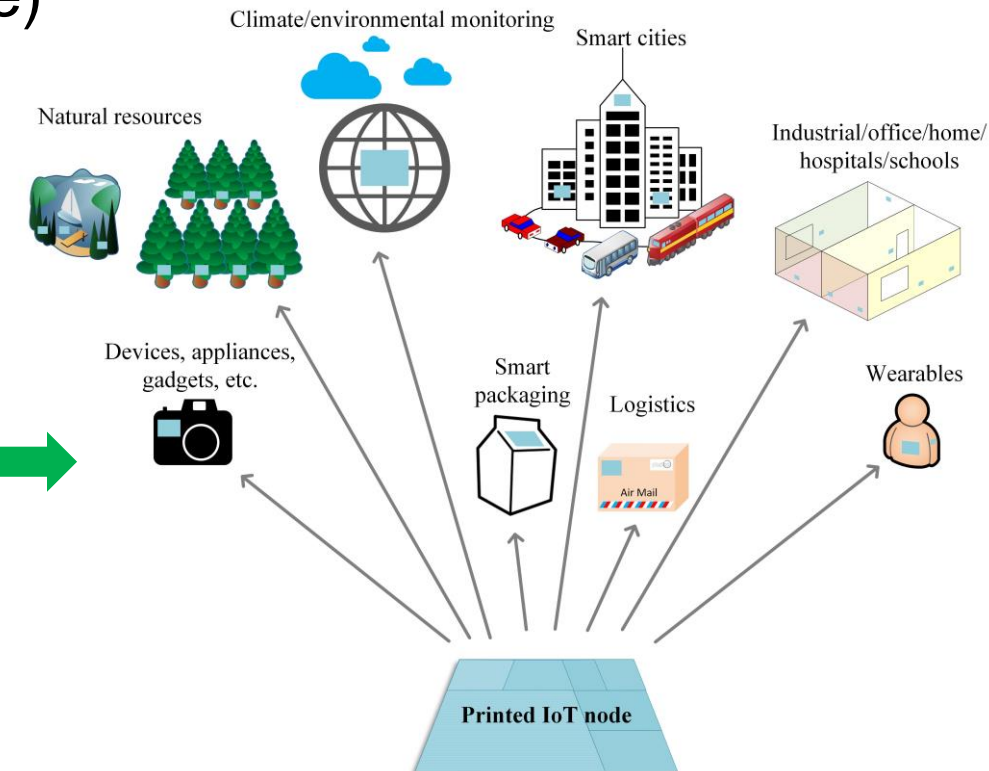 e)
Climate/environmental monitoring
Smart cities
Natural resources
Industrial/office/home/
hospitals/schools
Devices, appliances,
gadgets, etc.
Smart
packaging
Logistics
Wearables
Air Mail
Printed IoT node